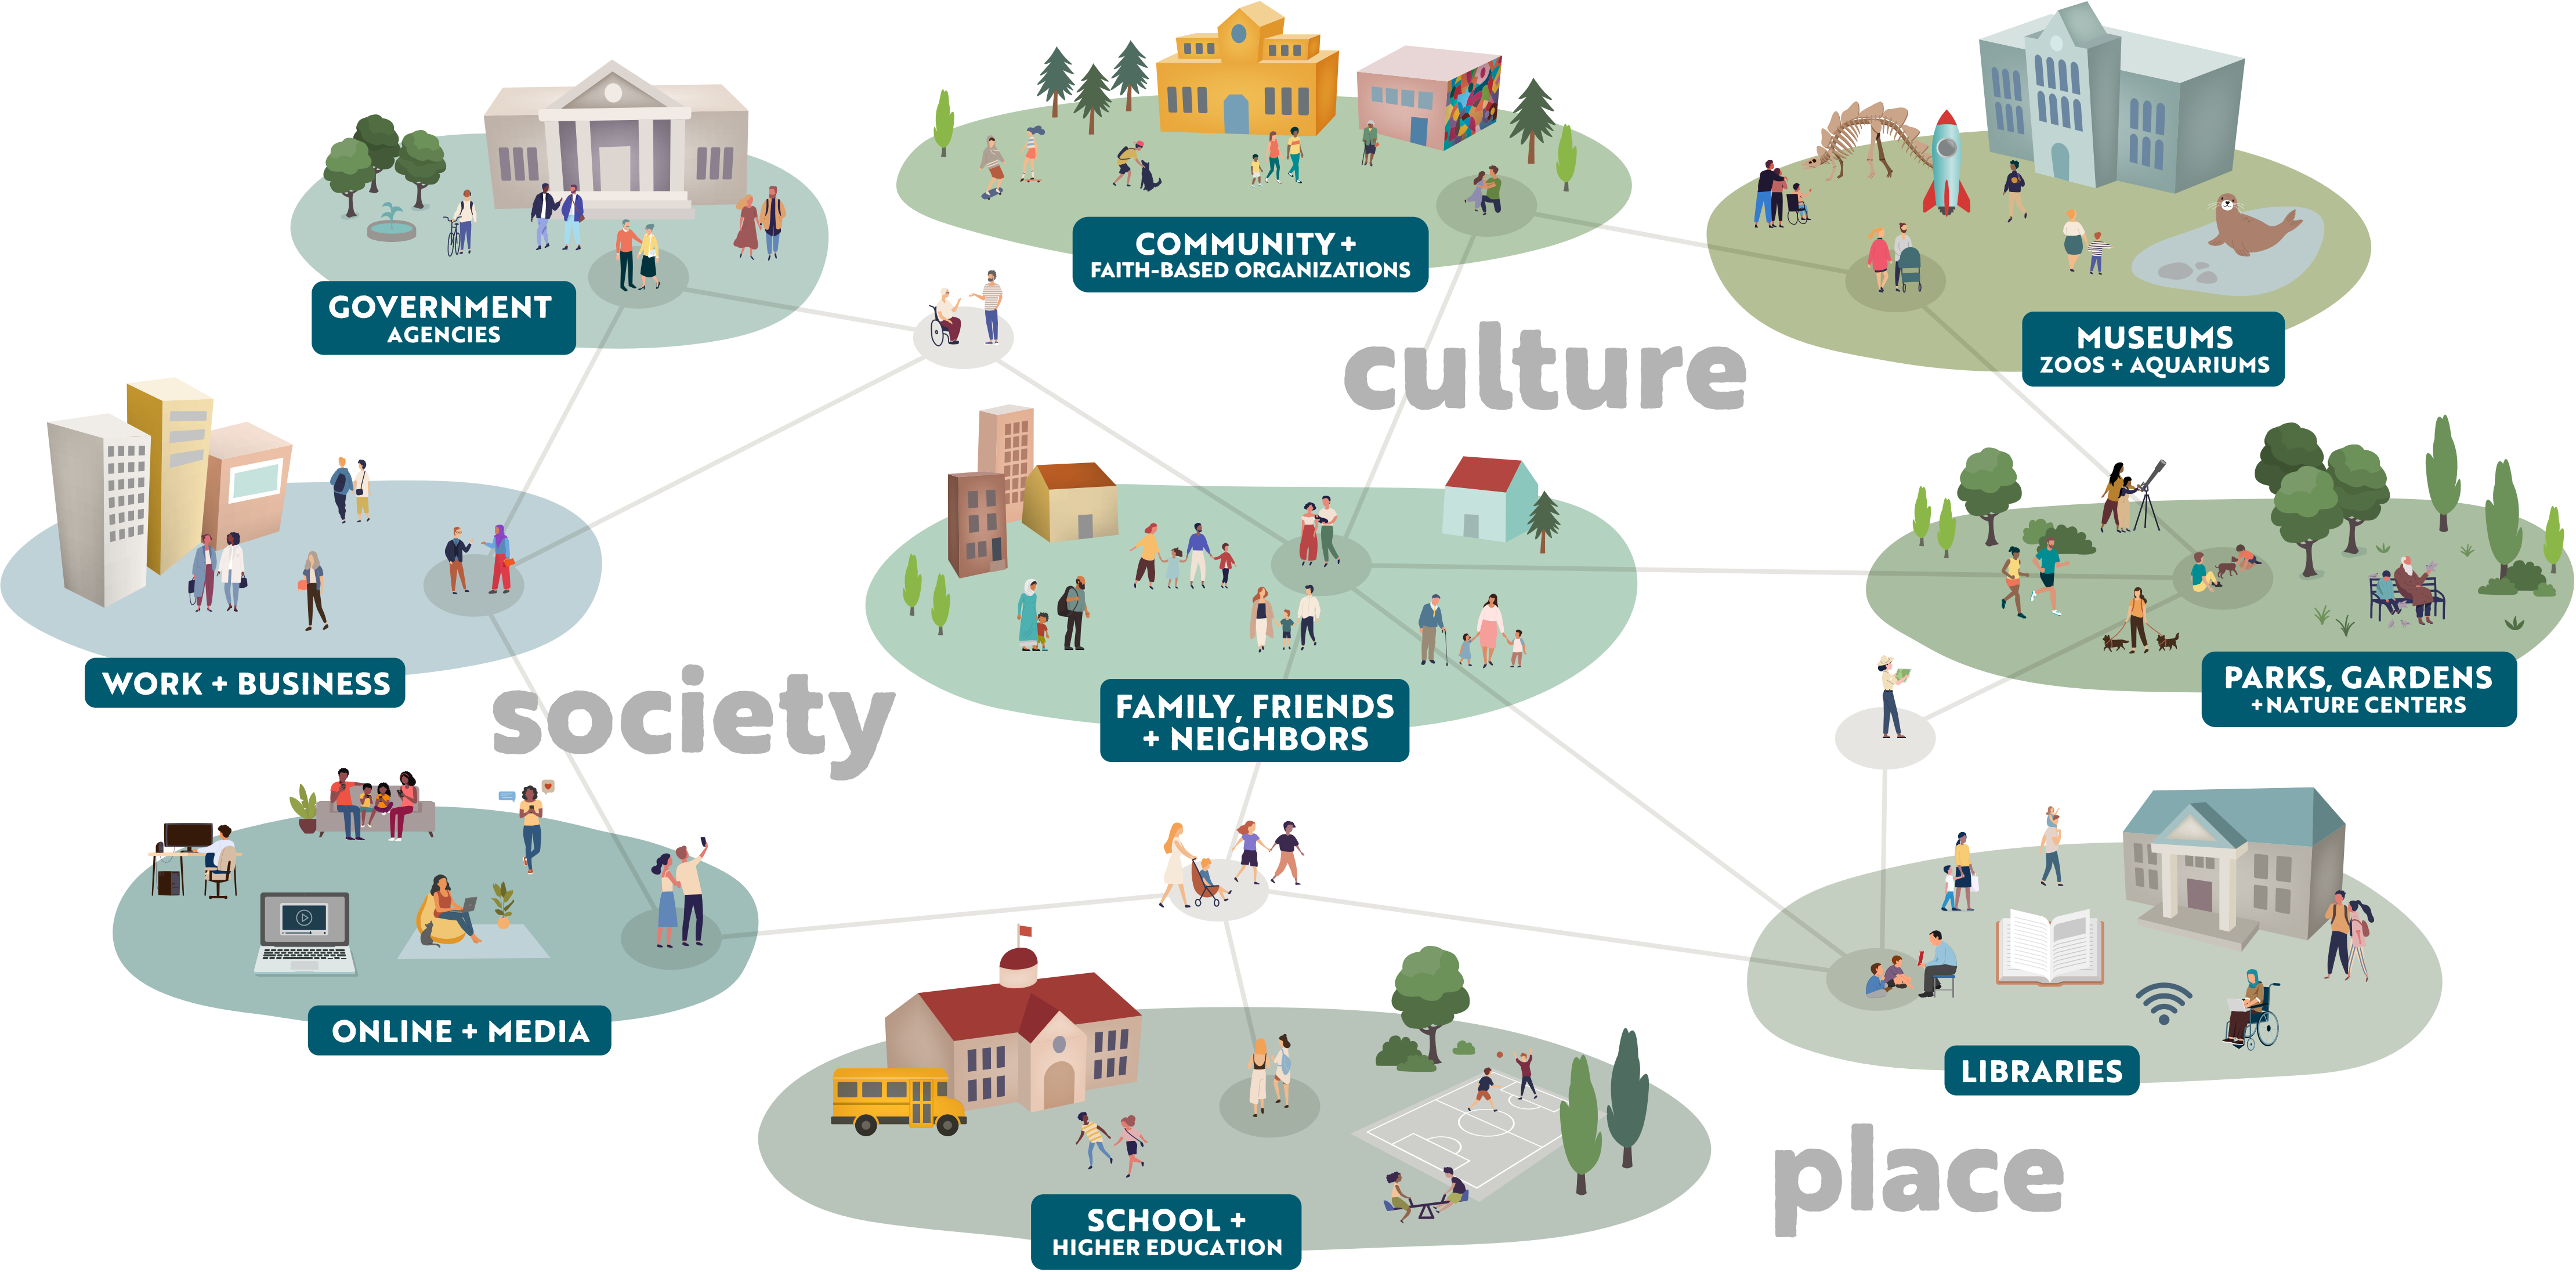 GOVERNMENT
AGENCIES
COMMUNITY +
FAITH-BASED ORGANIZATIONS
MUSEUMS
ZOOS + AQUARIUMS
culture
WORK + BUSINESS
society
FAMILY, FRIENDS
+ NEIGHBORS
PARKS, GARDENS
+ NATURE CENTERS
ONLINE + MEDIA
LIBRARIES
SCHOOL +
HIGHER EDUCATION
place